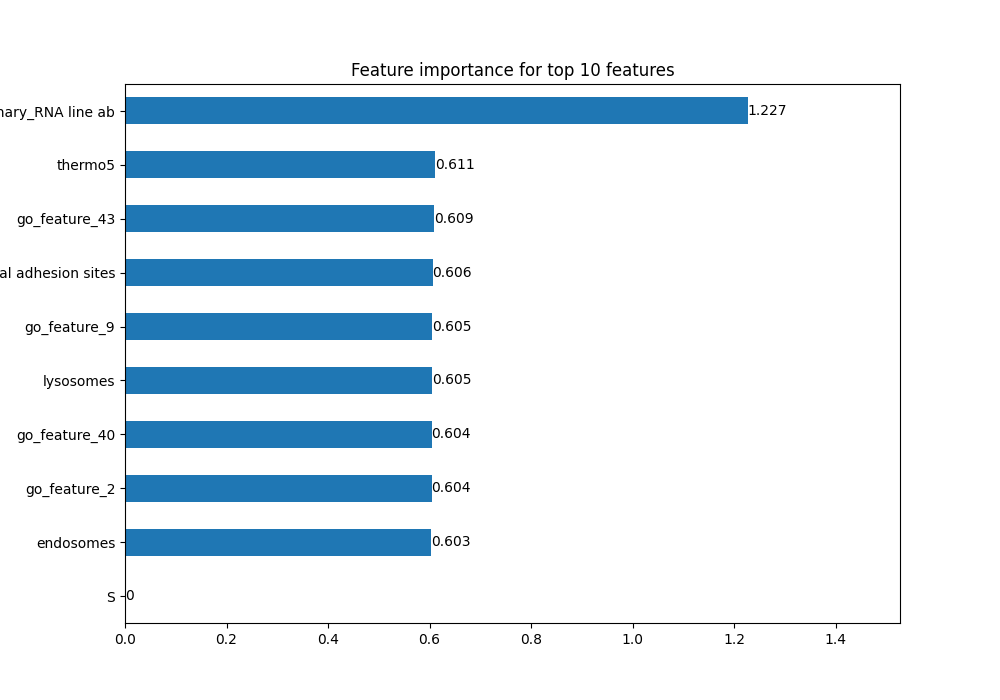 Feature importance for top 10 features
nary_RNA line ab 1.227
thermo5 0.611
go_feature_43 0.609
al adhesion sites 0.606
go_feature_9 0.605
lysosomes 0.605
go_feature_40 0.604
go_feature_2 0.604
endosomes 0.603
S 0
0.0 0.2 0.4 0.6 0.8 1.0 1.2 1.4